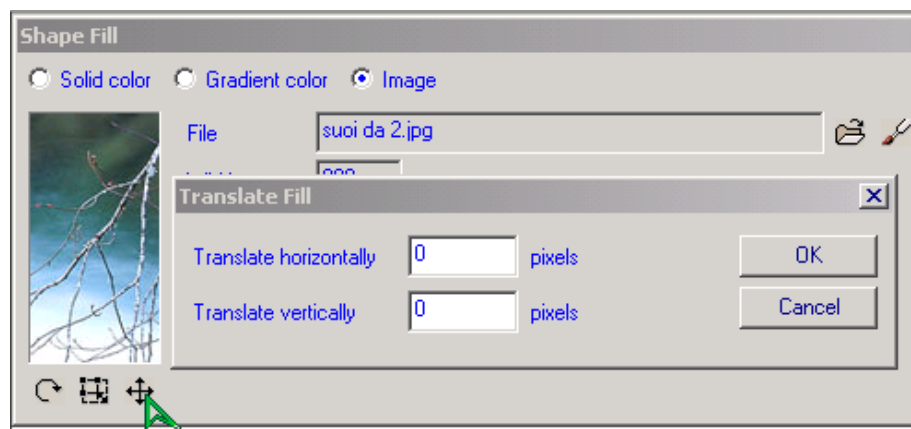 Shape Fill
Solid color Gradient color Image
File suoi da 2.jpg
Translate Fill
Translate horizontally 0 pixels OK
Translate vertically 0 pixels Cancel